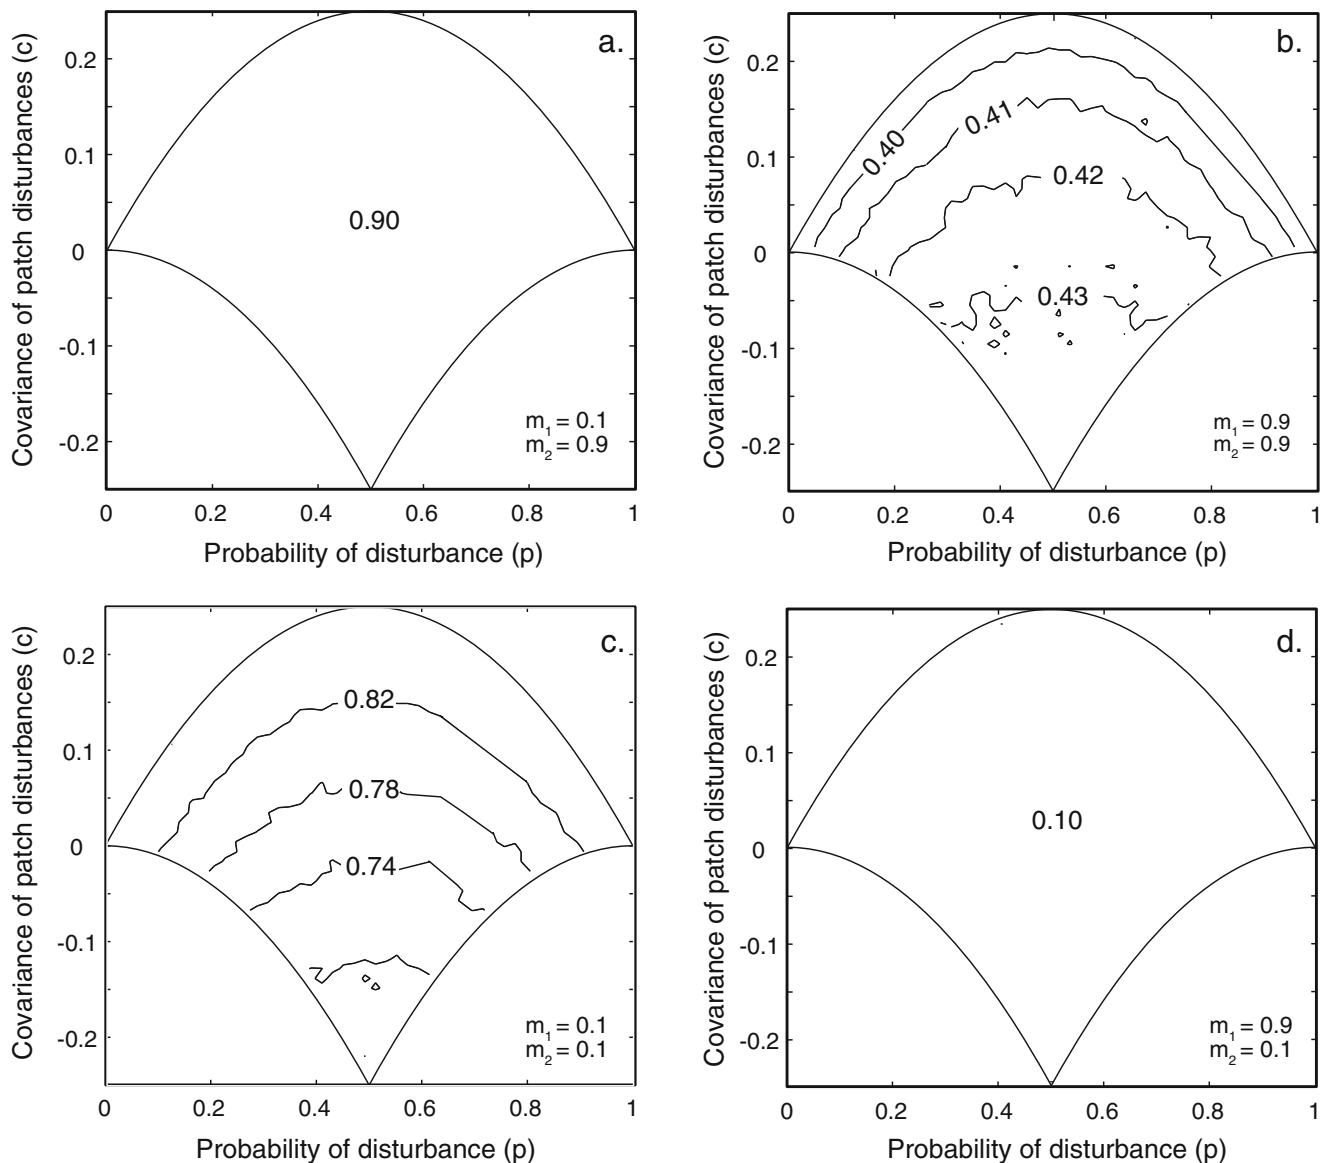 a.
Covariance of patch disturbances (c)
0.2
0.1
0
-0.1
-0.2
0.90
m1 = 0.1
m2 = 0.9
0 0.2 0.4 0.6 0.8 1
Probability of disturbance (p)
b.
Covariance of patch disturbances (c)
0.2
0.1
0
-0.1
-0.2
0.40
0.41
0.42
0.43
m1 = 0.9
m2 = 0.9
0 0.2 0.4 0.6 0.8 1
Probability of disturbance (p)
c.
Covariance of patch disturbances (c)
0.2
0.1
0
-0.1
-0.2
0.82
0.78
0.74
m1 = 0.1
m2 = 0.1
0 0.2 0.4 0.6 0.8 1
Probability of disturbance (p)
d.
Covariance of patch disturbances (c)
0.2
0.1
0
-0.1
-0.2
0.10
m1 = 0.9
m2 = 0.1
0 0.2 0.4 0.6 0.8 1
Probability of disturbance (p)